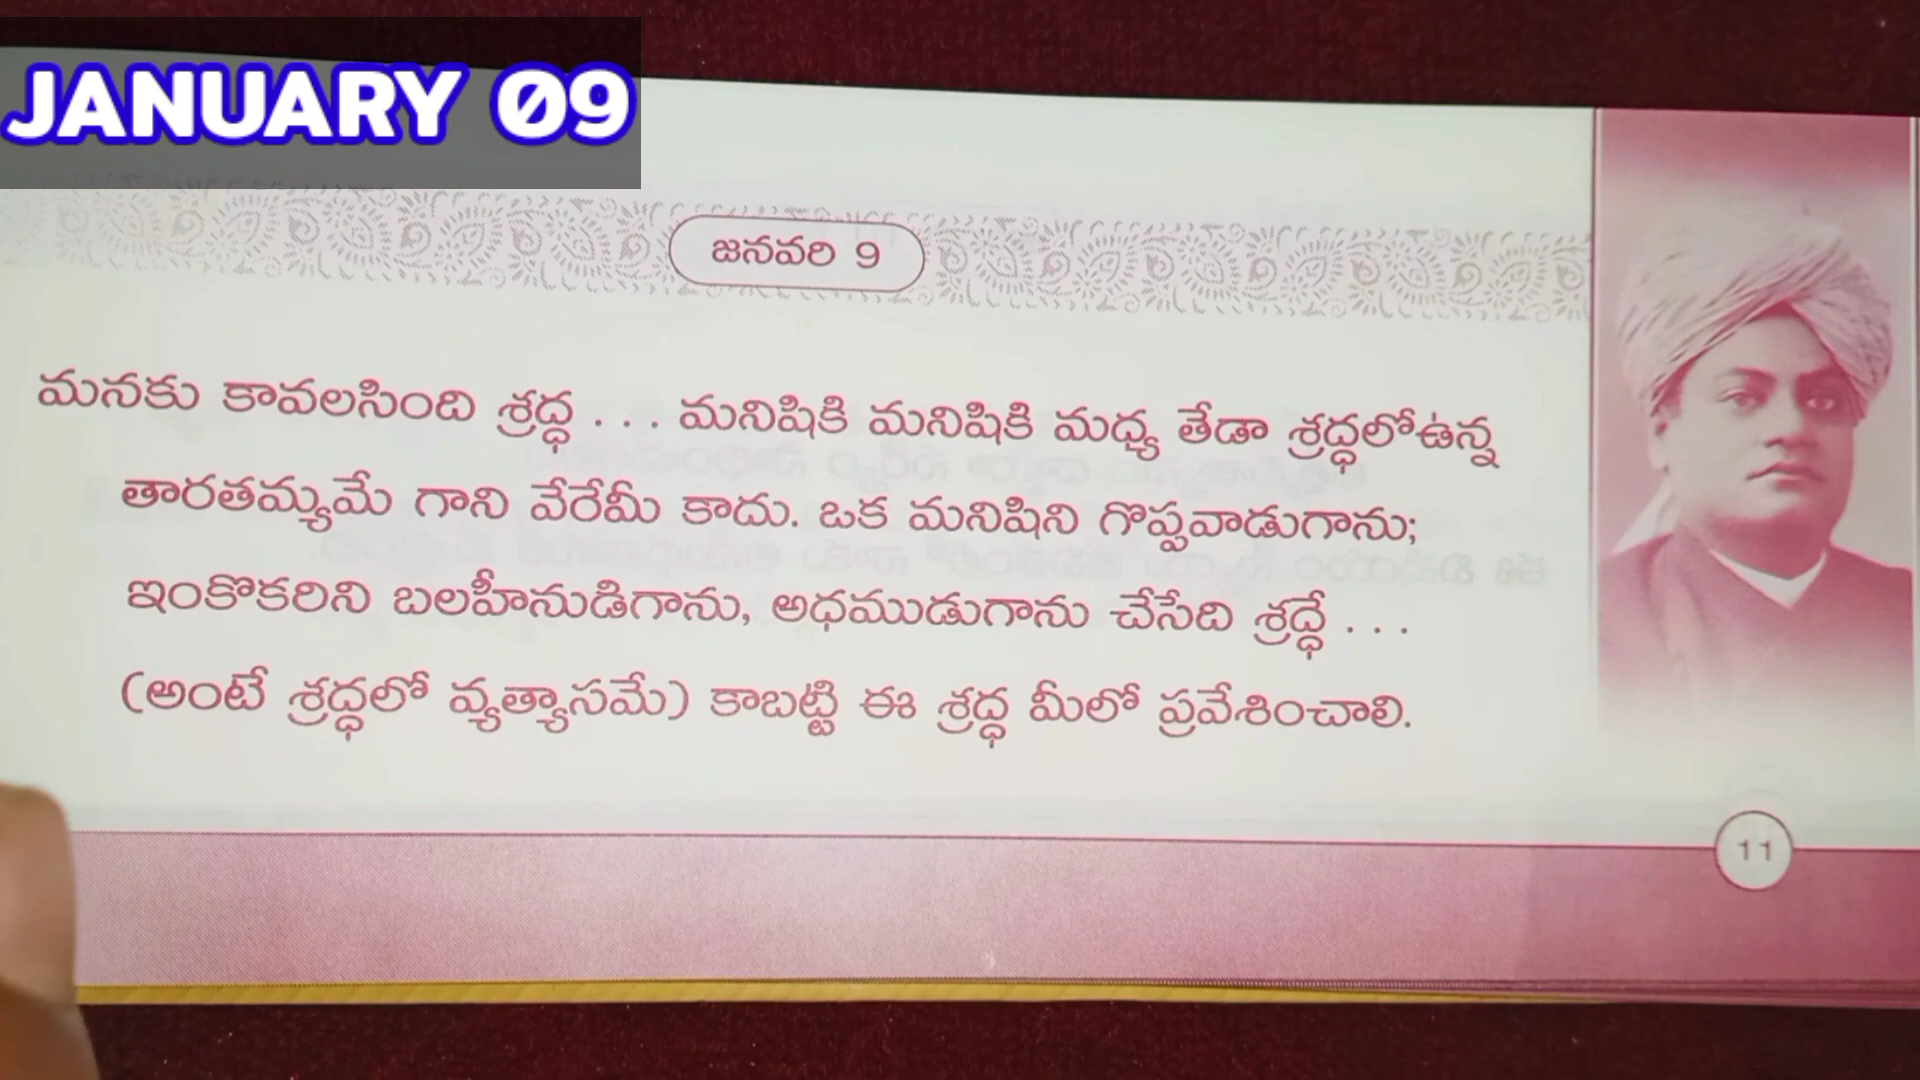 JANUARY 09
జనవరి 9
మనకు కావలసింది శ్రద్ధ . . . మనిషికి మనిషికి మధ్య తేడా శ్రద్ధలోఉన్న
తారతమ్యమే గాని వేరేమీ కాదు. ఒక మనిషిని గొప్పవాడుగాను;
ఇంకొకరిని బలహీనుడిగాను, అధముడుగాను చేసేది శ్రద్ధే . . .
(అంటే శ్రద్ధలో వ్యత్యాసమే) కాబట్టి ఈ శ్రద్ధ మీలో ప్రవేశించాలి.
11